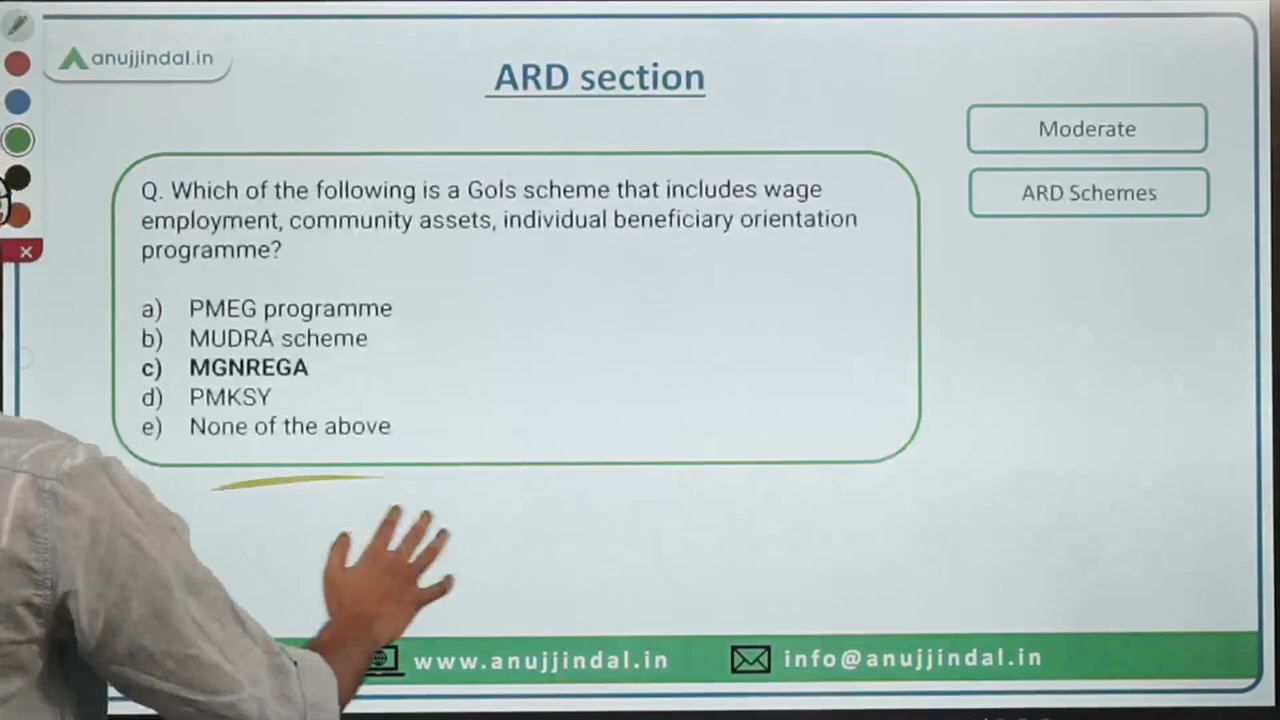 anujjindal.in
ARD section
Moderate
ARD Schemes
Q. Which of the following is a GoIs scheme that includes wage
employment, community assets, individual beneficiary orientation
programme?
a) PMEG programme
b) MUDRA scheme
c) MGNREGA
d) PMKSY
e) None of the above
www.anujjindal.in
info@anujjindal.in